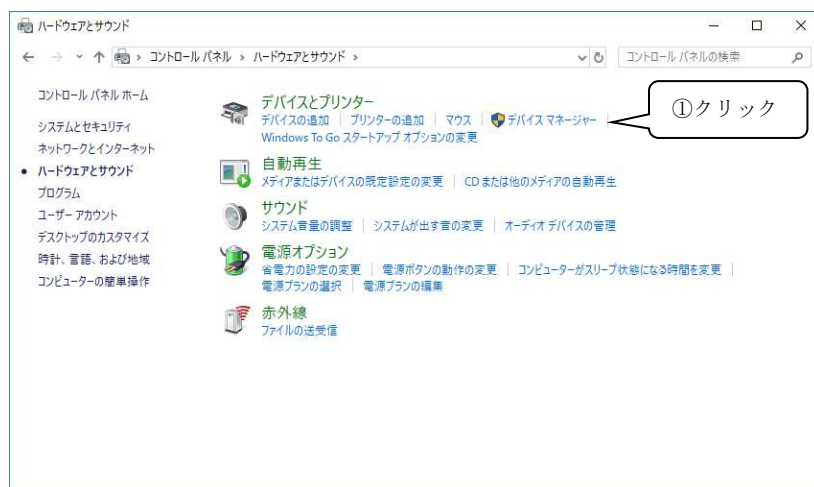 ハードウェアとサウンド
コントロール パネル › ハードウェアとサウンド ›
コントロール パネルの検索
コントロール パネル ホーム
システムとセキュリティ
ネットワークとインターネット
• ハードウェアとサウンド
プログラム
ユーザー アカウント
デスクトップのカスタマイズ
時計、言語、および地域
コンピューターの簡単操作
デバイスとプリンター
デバイスの追加 | プリンターの追加 | マウス | デバイス マネージャー |
Windows To Go スタートアップ オプションの変更
①クリック
自動再生
メディアまたはデバイスの既定設定の変更 | CD または他のメディアの自動再生
サウンド
システム音量の調整 | システムが出す音の変更 | オーディオ デバイスの管理
電源オプション
省電力の設定の変更 | 電源ボタンの動作の変更 | コンピューターがスリープ状態になる時間を変更 |
電源プランの選択 | 電源プランの編集
赤外線
ファイルの送受信